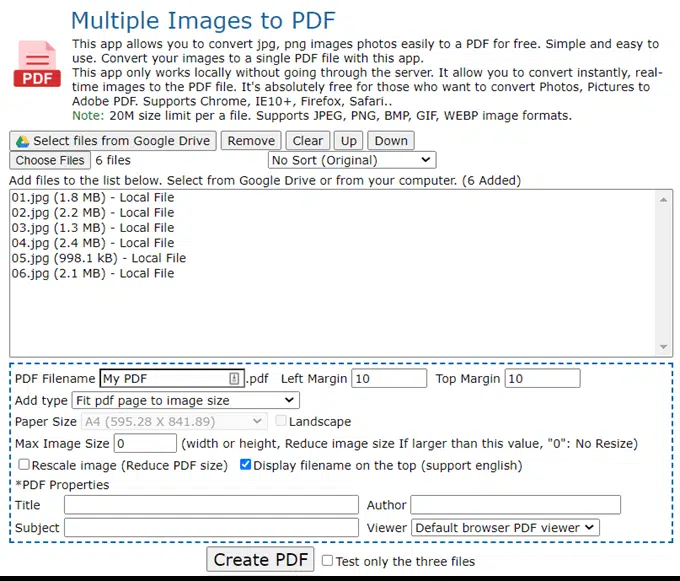 Multiple Images to PDF
PDF
This app allows you to convert jpg, png images photos easily to a PDF for free. Simple and easy to
use. Convert your images to a single PDF file with this app.
This app only works locally without going through the server. It allow you to convert instantly, real-
time images to the PDF file. It's absolutely free for those who want to convert Photos, Pictures to
Adobe PDF. Supports Chrome, IE10+, Firefox, Safari..
Note: 20M size limit per a file. Supports JPEG, PNG, BMP, GIF, WEBP image formats.
Select files from Google Drive Remove Clear Up Down
Choose Files 6 files No Sort (Original)
Add files to the list below. Select from Google Drive or from your computer. (6 Added)
01.jpg (1.8 MB) - Local File
02.jpg (2.2 MB) - Local File
03.jpg (1.3 MB) - Local File
04.jpg (2.4 MB) - Local File
05.jpg (998.1 kB) - Local File
06.jpg (2.1 MB) - Local File
PDF Filename My PDF .pdf Left Margin 10 Top Margin 10
Add type Fit pdf page to image size
Paper Size A4 (595.28 X 841.89) Landscape
Max Image Size 0 (width or height, Reduce image size If larger than this value, "0": No Resize)
Rescale image (Reduce PDF size) Display filename on the top (support english)
*PDF Properties
Title Author
Subject Viewer Default browser PDF viewer
Create PDF Test only the three files